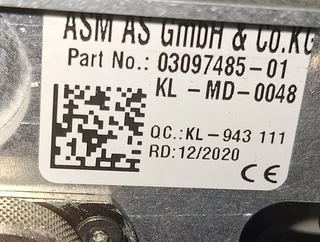 ASM AS GmbH & Co.KG
Part No.: 03097485-01
KL-MD-0048
QC.: KL-943 111
RD: 12/2020
CE